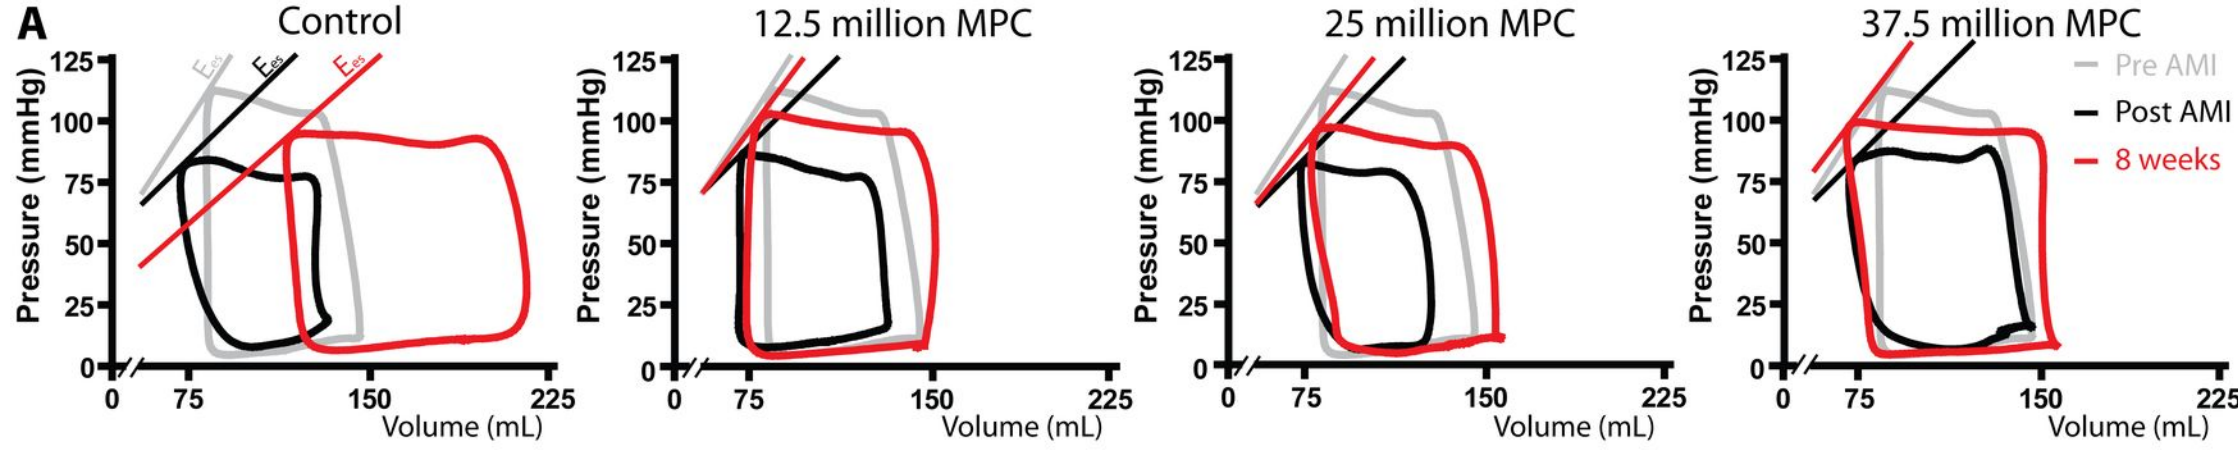 A
Control
12.5 million MPC
25 million MPC
37.5 million MPC
Pressure (mmHg)
125
100
75
50
25
0
Ees
Ees
Ees
0
75
150
225
Volume (mL)
Pressure (mmHg)
125
100
75
50
25
0
0
75
150
225
Volume (mL)
Pressure (mmHg)
125
100
75
50
25
0
0
75
150
225
Volume (mL)
Pressure (mmHg)
125
100
75
50
25
0
0
75
150
225
Volume (mL)
Pre AMI
Post AMI
8 weeks